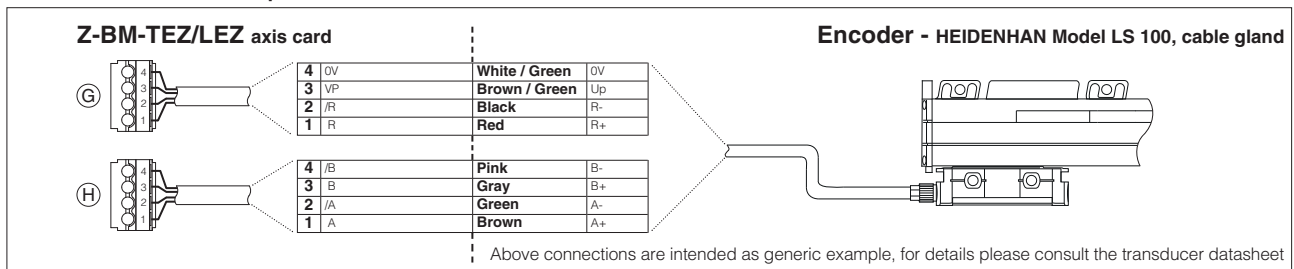 Z-BM-TEZ/LEZ axis card
Encoder - HEIDENHAN Model LS 100, cable gland
G
4
3
2
1
4 0V White / Green 0V
3 VP Brown / Green Up
2 /R Black R-
1 R Red R+
H
4
3
2
1
4 /B Pink B-
3 B Gray B+
2 /A Green A-
1 A Brown A+
Above connections are intended as generic example, for details please consult the transducer datasheet